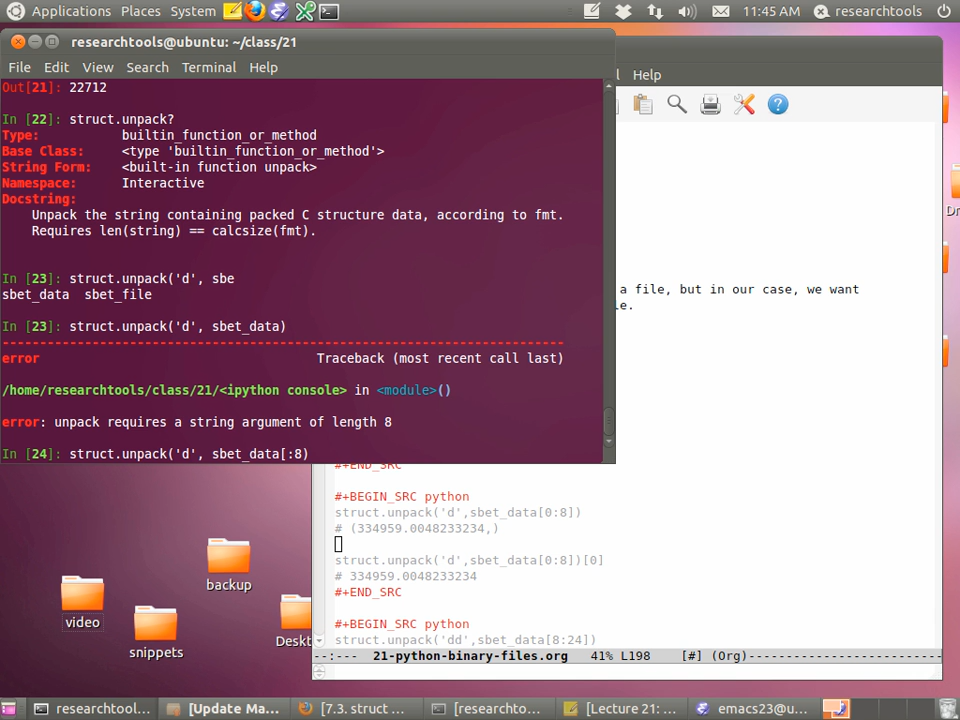 Applications Places System 11:45 AM researchtools
researchtools@ubuntu: ~/class/21
File Edit View Search Terminal Help
Help
Out[21]: 22712
In [22]: struct.unpack?
Type: builtin_function_or_method
Base Class: <type 'builtin_function_or_method'>
String Form: <built-in function unpack>
Namespace: Interactive
Docstring:
Unpack the string containing packed C structure data, according to fmt.
Requires len(string) == calcsize(fmt).
In [23]: struct.unpack('d', sbe
sbet_data sbet_file
In [23]: struct.unpack('d', sbet_data)
---------------------------------------------------------------------------
error Traceback (most recent call last)
/home/researchtools/class/21/<ipython console> in <module>()
error: unpack requires a string argument of length 8
In [24]: struct.unpack('d', sbet_data[:8)
a file, but in our case, we want
le.
#+END_SRC
#+BEGIN_SRC python
struct.unpack('d',sbet_data[0:8])
# (334959.0048233234,)
struct.unpack('d',sbet_data[0:8])[0]
# 334959.0048233234
#+END_SRC
#+BEGIN_SRC python
struct.unpack('dd',sbet_data[8:24])
--:--- 21-python-binary-files.org 41% L198 [#] (Org)------------------------
backup
video
snippets
Deskt
Dr
researchtool... [Update Ma... [7.3. struct ... [researchto... [Lecture 21: ... emacs23@u...